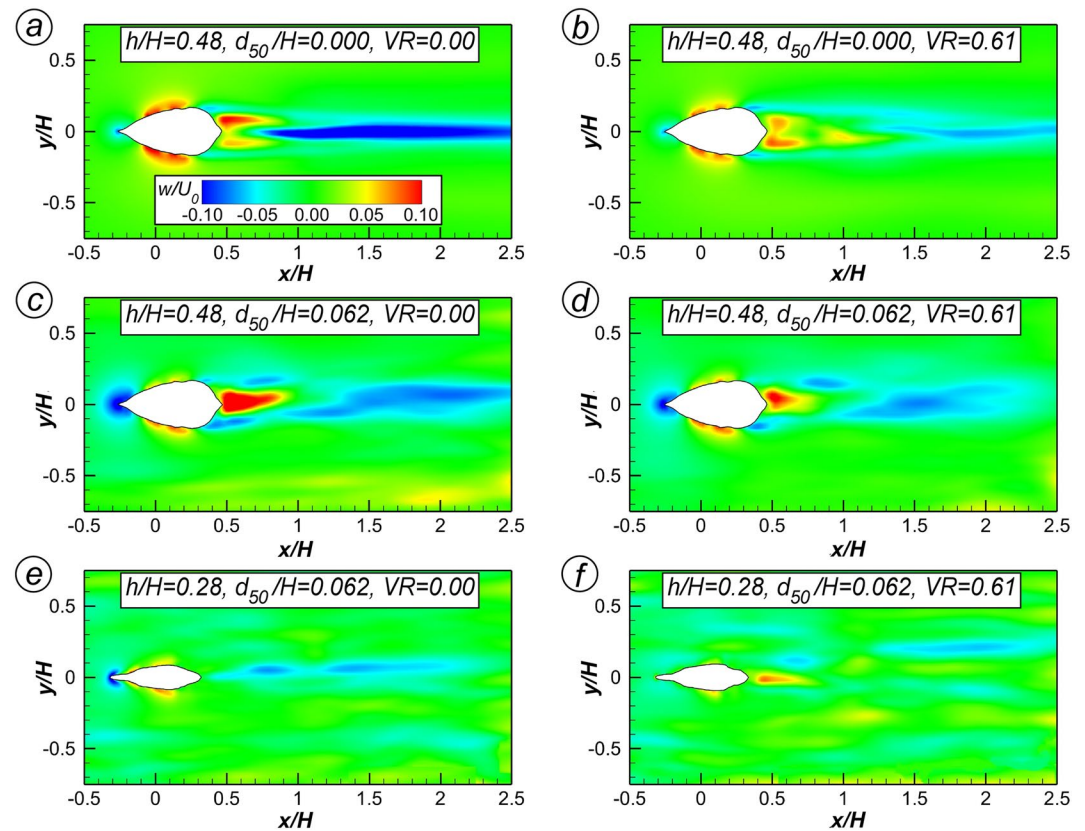 a
h/H=0.48, d50/H=0.000, VR=0.00
0.5
0
-0.5
y/H
w/U0
-0.10 -0.05 0.00 0.05 0.10
-0.5 0 0.5 1 1.5 2 2.5
x/H
b
h/H=0.48, d50/H=0.000, VR=0.61
0.5
0
-0.5
y/H
-0.5 0 0.5 1 1.5 2 2.5
x/H
c
h/H=0.48, d50/H=0.062, VR=0.00
0.5
0
-0.5
y/H
-0.5 0 0.5 1 1.5 2 2.5
x/H
d
h/H=0.48, d50/H=0.062, VR=0.61
0.5
0
-0.5
y/H
-0.5 0 0.5 1 1.5 2 2.5
x/H
e
h/H=0.28, d50/H=0.062, VR=0.00
0.5
0
-0.5
y/H
-0.5 0 0.5 1 1.5 2 2.5
x/H
f
h/H=0.28, d50/H=0.062, VR=0.61
0.5
0
-0.5
y/H
-0.5 0 0.5 1 1.5 2 2.5
x/H